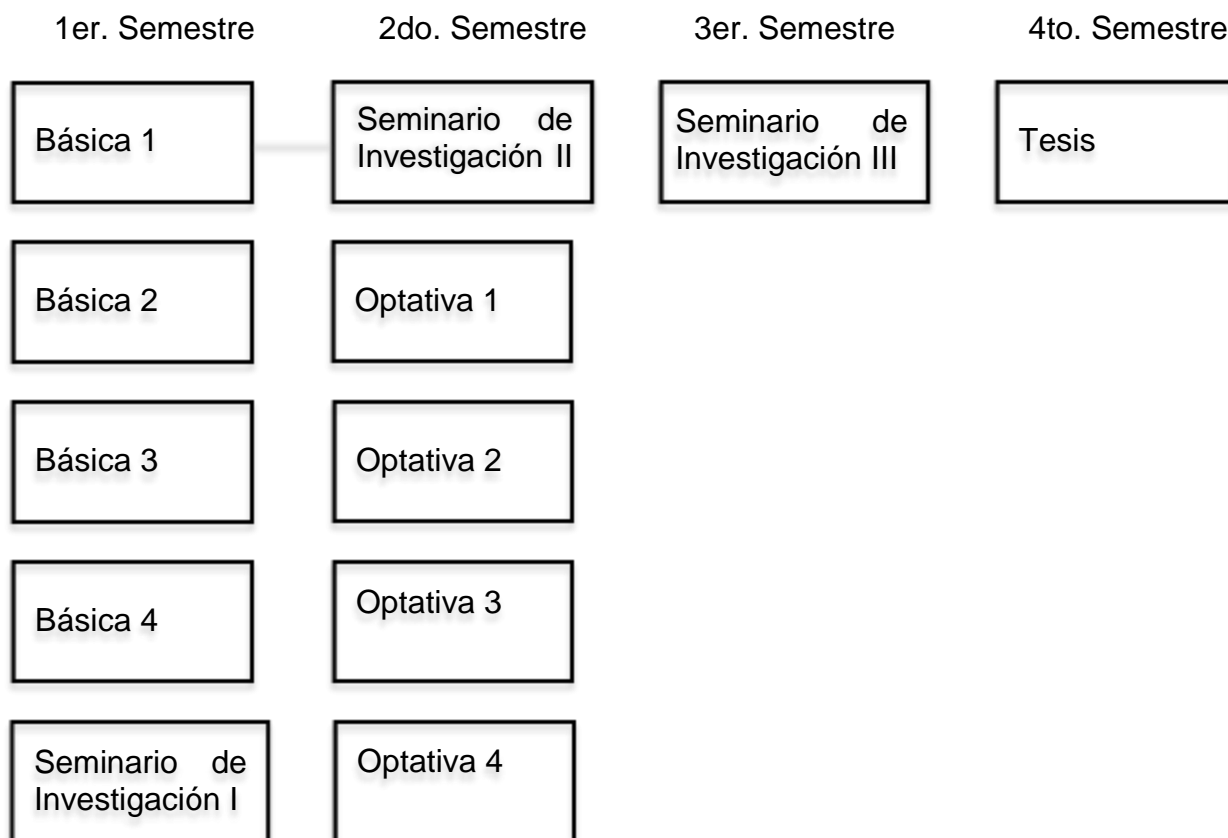 1er. Semestre 2do. Semestre 3er. Semestre 4to. Semestre
Básica 1
Seminario de
Investigación II
Seminario de
Investigación III
Tesis
Básica 2
Optativa 1
Básica 3
Optativa 2
Básica 4
Optativa 3
Seminario de
Investigación I
Optativa 4